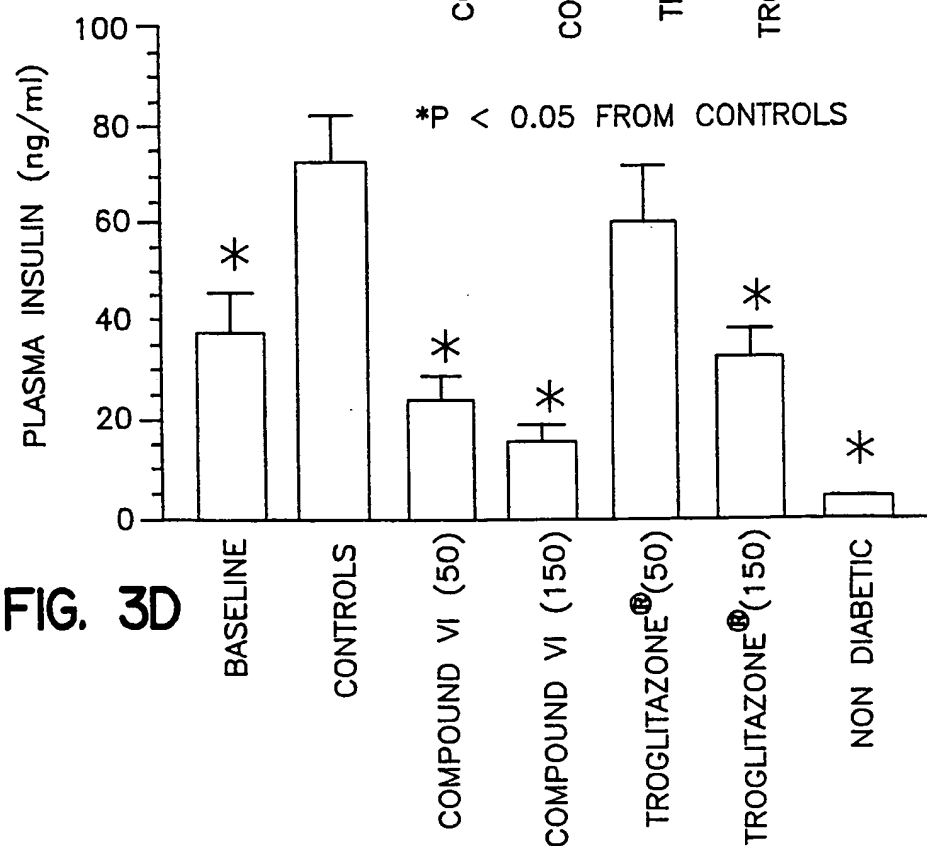 100
80
60
40
20
0
PLASMA INSULIN (ng/ml)
*P < 0.05 FROM CONTROLS
*
*
*
*
*
BASELINE
CONTROLS
COMPOUND VI (50)
COMPOUND VI (150)
TROGLITAZONE®(50)
TROGLITAZONE®(150)
NON DIABETIC
FIG. 3D